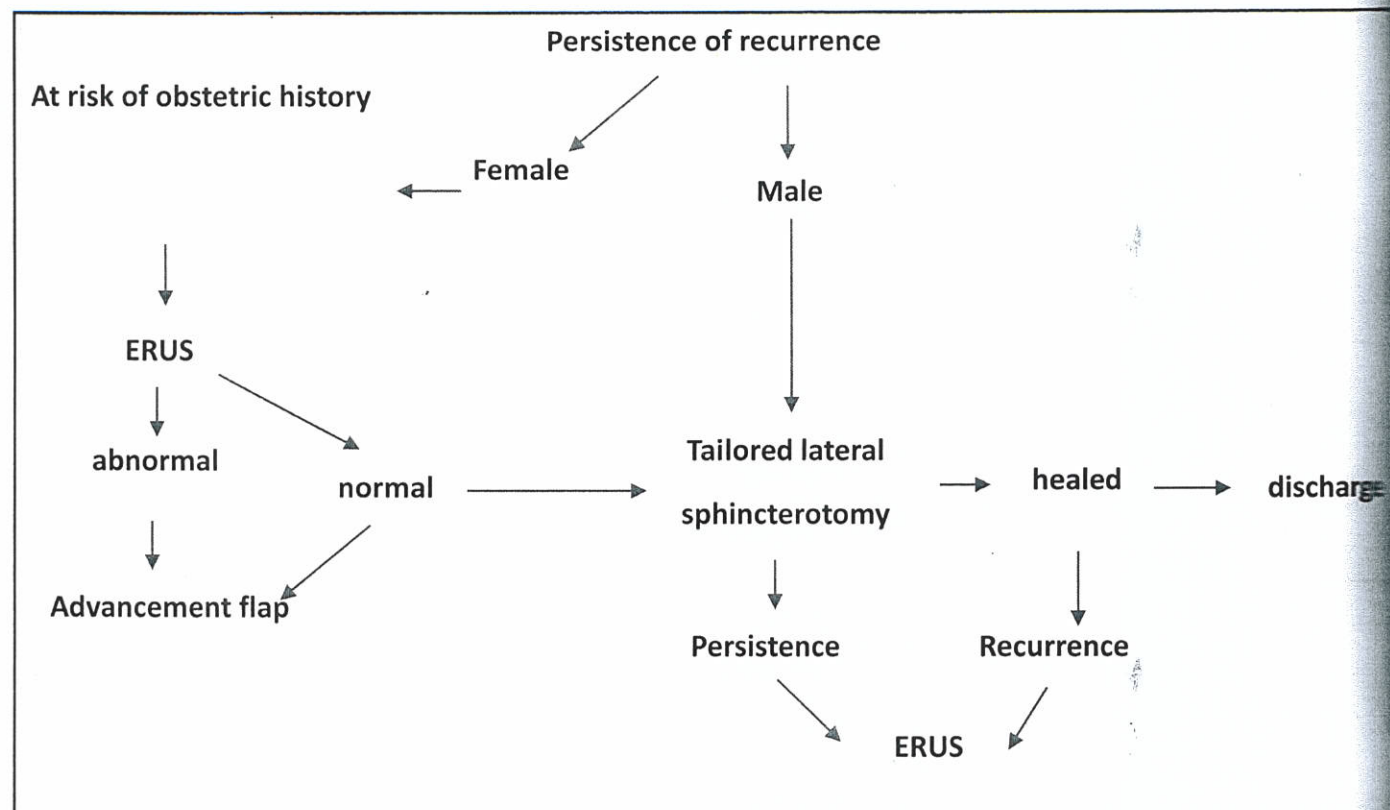 Persistence of recurrence
At risk of obstetric history
Female
Male
ERUS
abnormal
normal
Tailored lateral
sphincterotomy
healed
discharge
Advancement flap
Persistence
Recurrence
ERUS